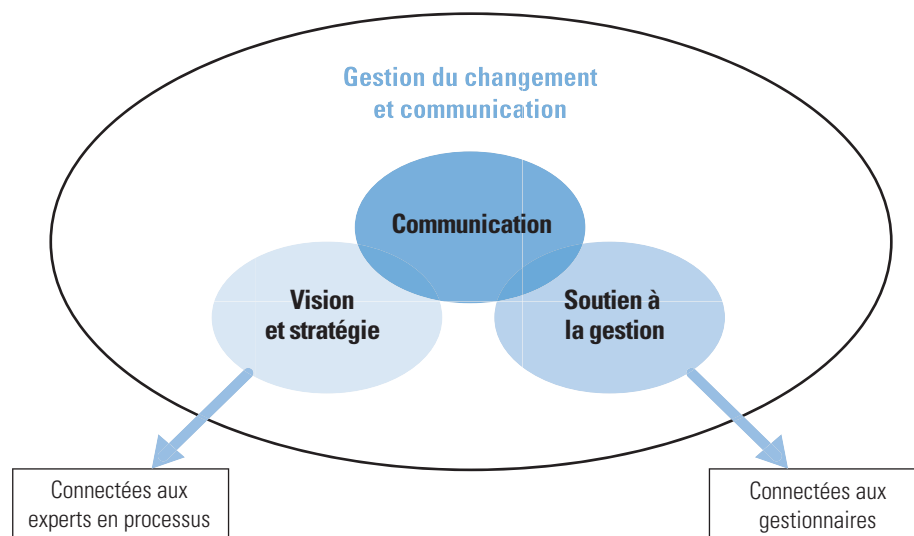 Gestion du changement
et communication
Communication
Vision
et stratégie
Soutien à
la gestion
Connectées aux
experts en processus
Connectées aux
gestionnaires